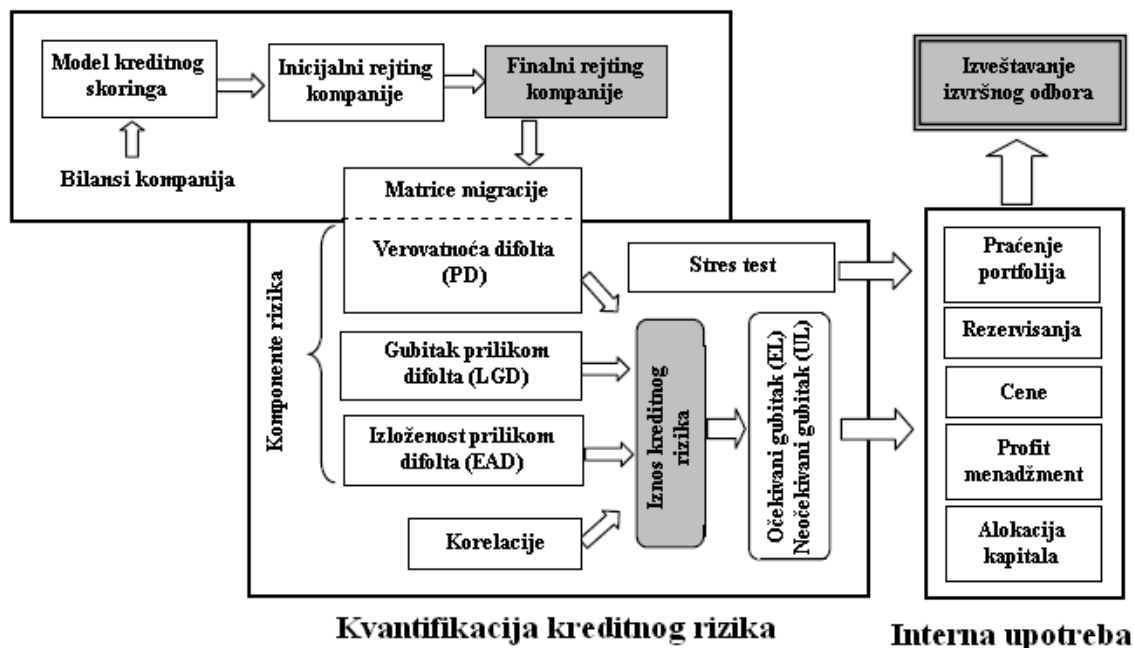 Model kreditnog
skoringa
Inicijalni rejting
kompanije
Finalni rejting
kompanije
Izveštavanje
izvršnog odbora
Bilansi kompanija
Matrice migracije
Verovatnoća difolta
(PD)
Stres test
Komponente rizika
Gubitak prilikom
difolta (LGD)
Izloženost prilikom
difolta (EAD)
Korelacije
Iznos kreditnog
rizika
Očekivani gubitak (EL)
Neočekivani gubitak (UL)
Praćenje
portfolija
Rezervisanja
Cene
Profit
menadžment
Alokacija
kapitala
Kvantifikacija kreditnog rizika
Interna upotreba